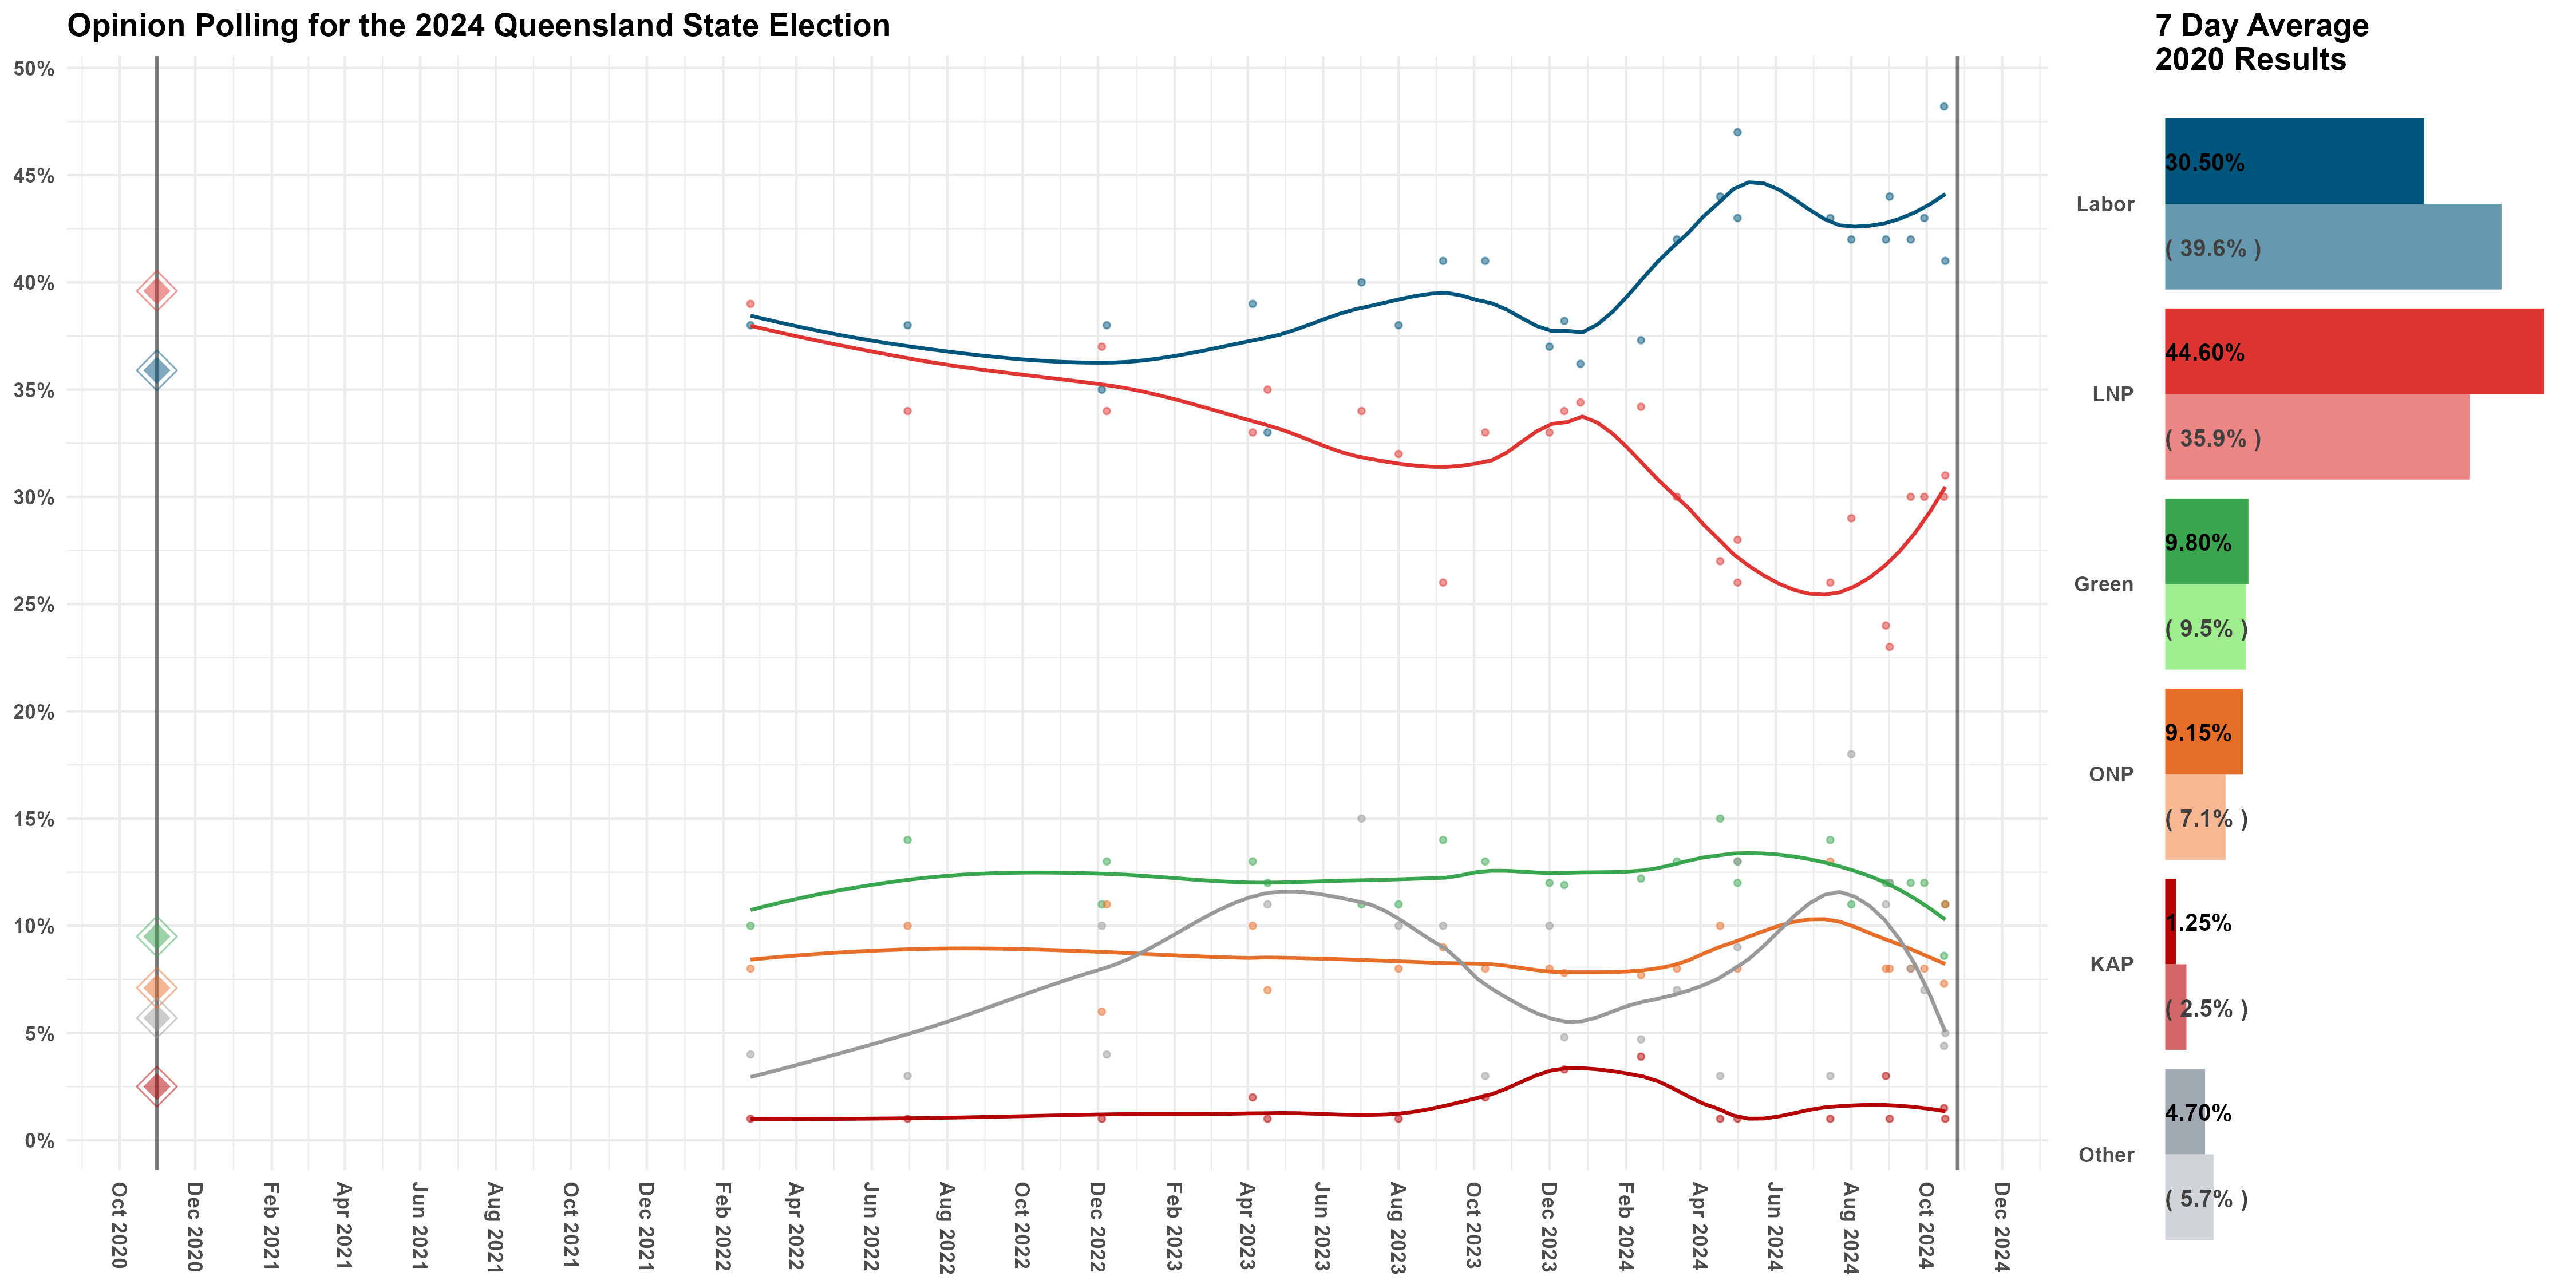 Opinion Polling for the 2024 Queensland State Election
50%
45%
40%
35%
30%
25%
20%
15%
10%
5%
0%
Oct 2020
Dec 2020
Feb 2021
Apr 2021
Jun 2021
Aug 2021
Oct 2021
Dec 2021
Feb 2022
Apr 2022
Jun 2022
Aug 2022
Oct 2022
Dec 2022
Feb 2023
Apr 2023
Jun 2023
Aug 2023
Oct 2023
Dec 2023
Feb 2024
Apr 2024
Jun 2024
Aug 2024
Oct 2024
Dec 2024
7 Day Average
2020 Results
Labor
30.50%
( 39.6% )
LNP
44.60%
( 35.9% )
Green
9.80%
( 9.5% )
ONP
9.15%
( 7.1% )
KAP
1.25%
( 2.5% )
Other
4.70%
( 5.7% )